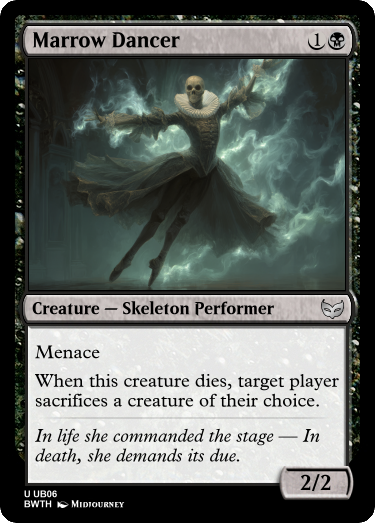 Marrow Dancer 1
Creature — Skeleton Performer
Menace
When this creature dies, target player
sacrifices a creature of their choice.
In life she commanded the stage — In
death, she demands its due.
2/2
U UB06
BWTH Midjourney